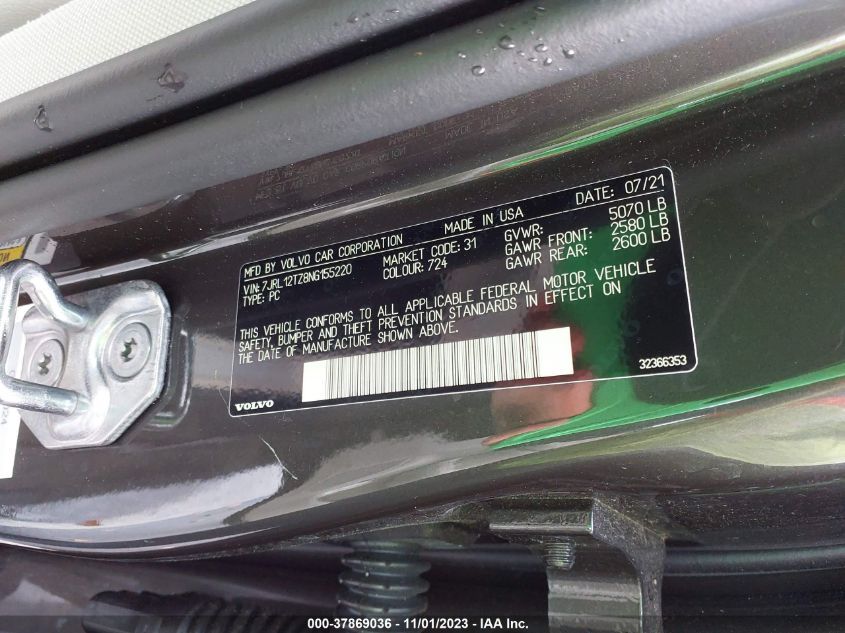 MFD BY VOLVO CAR CORPORATION MADE IN USA DATE: 07/21
VIN: 7JRL12TZ8NG155220 MARKET CODE: 31 GVWR: 5070 LB
TYPE: PC COLOUR: 724 GAWR FRONT: 2580 LB
GAWR REAR: 2600 LB
THIS VEHICLE CONFORMS TO ALL APPLICABLE FEDERAL MOTOR VEHICLE
SAFETY, BUMPER AND THEFT PREVENTION STANDARDS IN EFFECT ON
THE DATE OF MANUFACTURE SHOWN ABOVE.
VOLVO
32366353
000-37869036 - 11/01/2023 - IAA Inc.